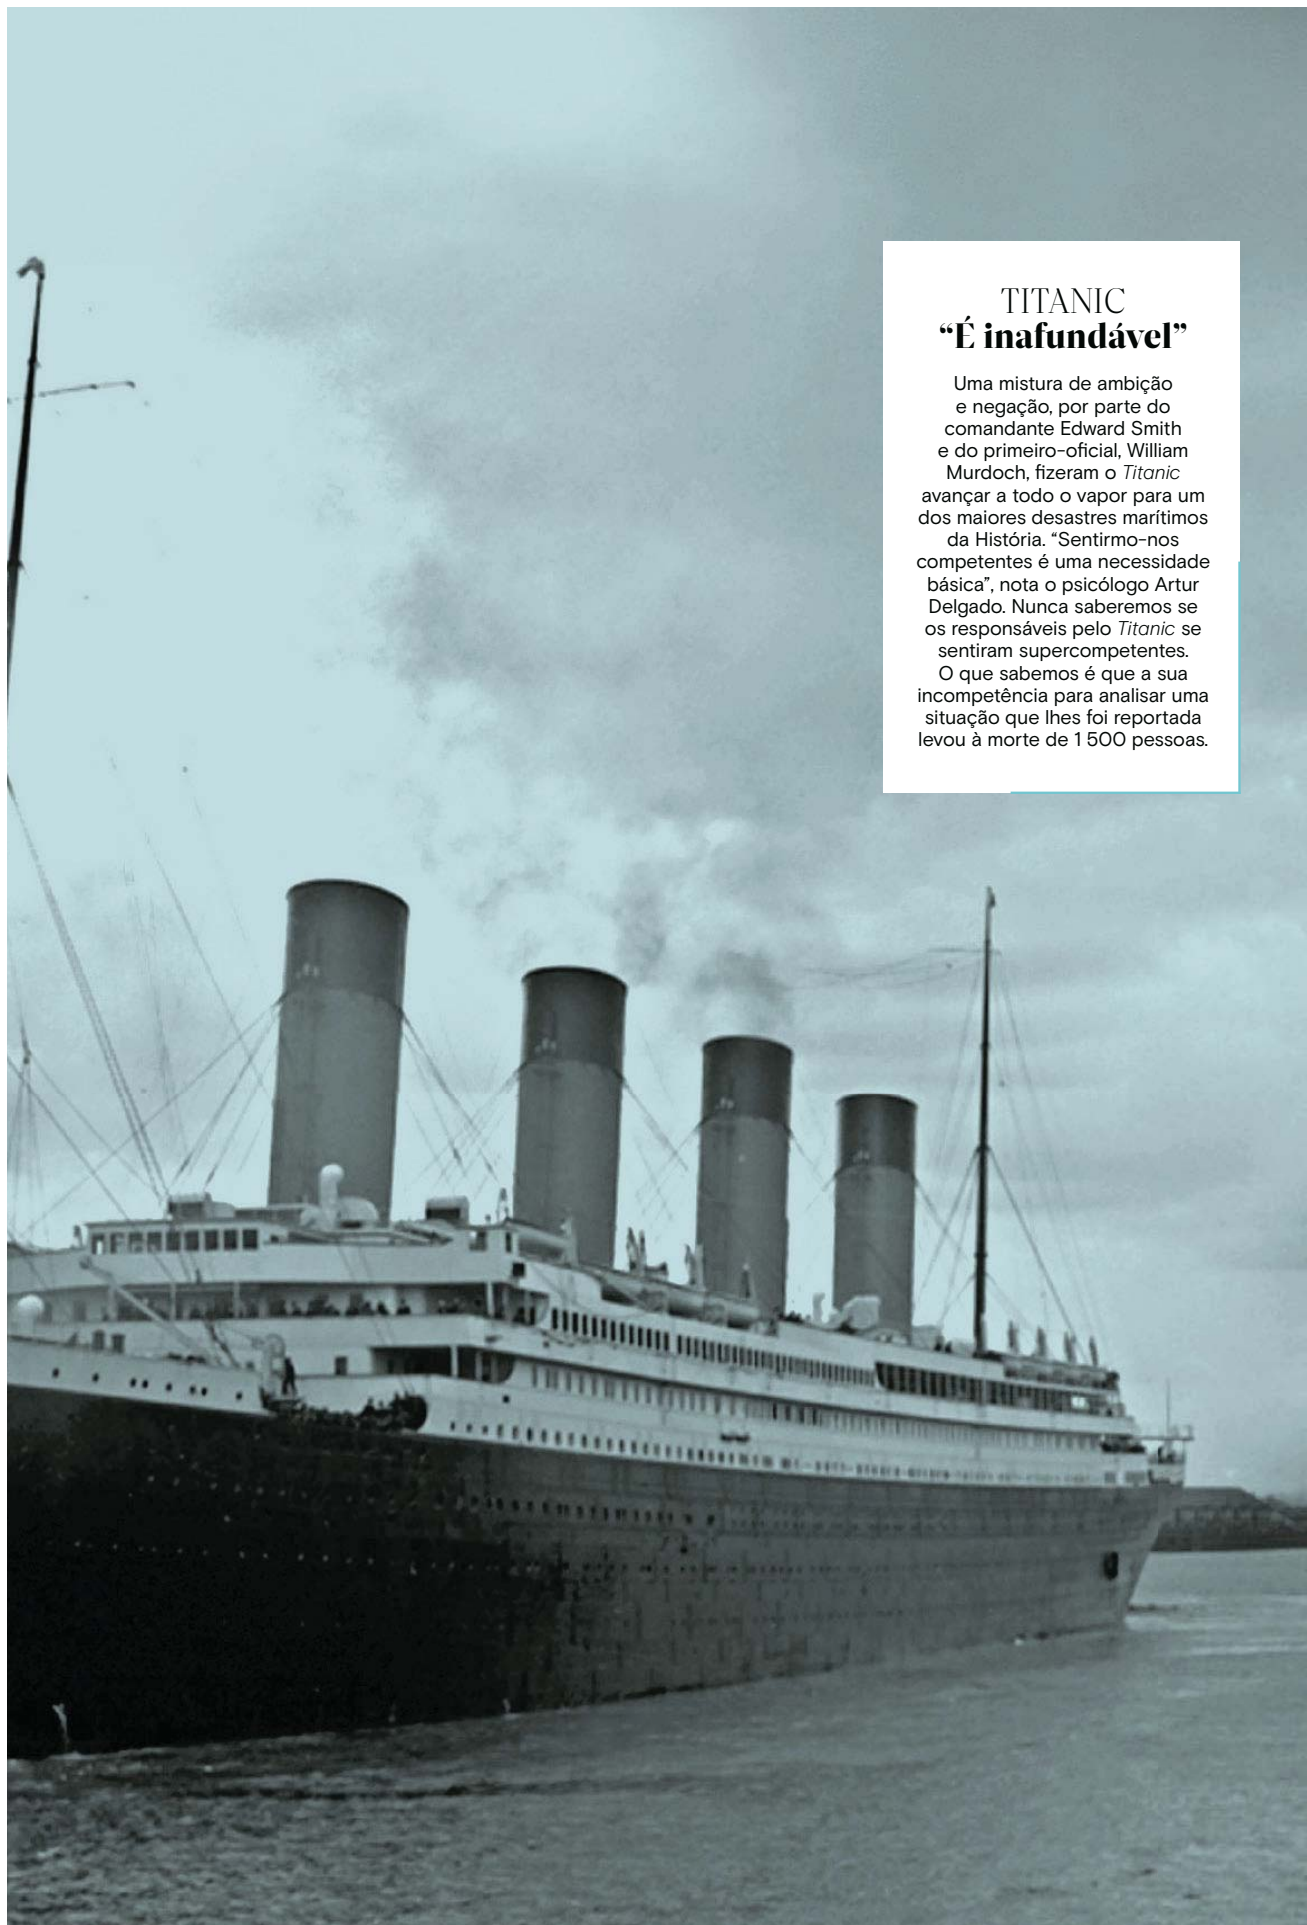 TITANIC
“É inafundável”
Uma mistura de ambição
e negação, por parte do
comandante Edward Smith
e do primeiro-oficial, William
Murdoch, fizeram o Titanic
avançar a todo o vapor para um
dos maiores desastres marítimos
da História. “Sentirmo-nos
competentes é uma necessidade
básica”, nota o psicólogo Artur
Delgado. Nunca saberemos se
os responsáveis pelo Titanic se
sentiram supercompetentes.
O que sabemos é que a sua
incompetência para analisar uma
situação que lhes foi reportada
levou à morte de 1 500 pessoas.